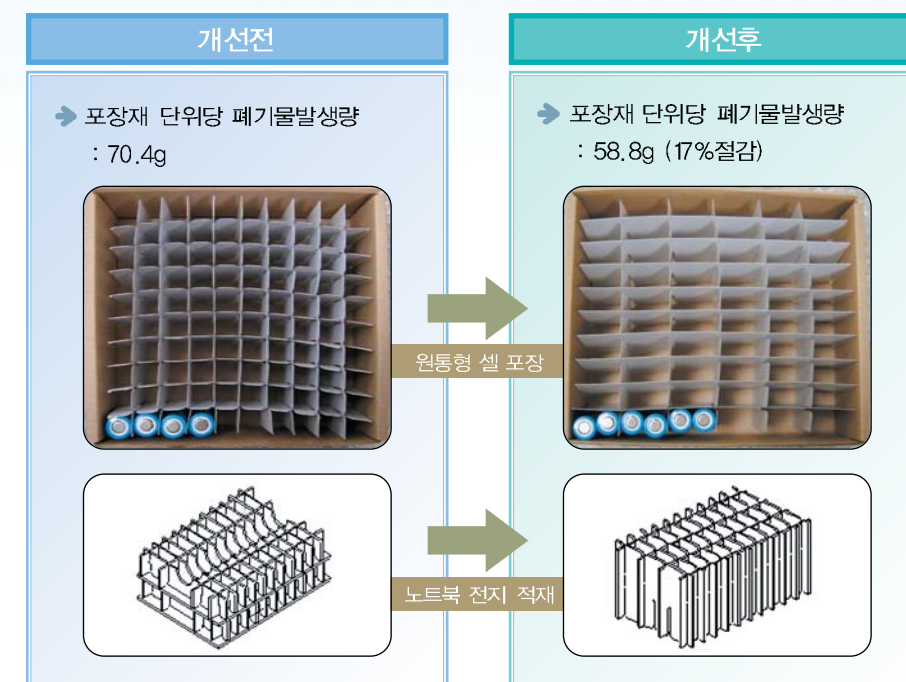 개선전
포장재 단위당 폐기물발생량
: 70.4g
개선후
포장재 단위당 폐기물발생량
: 58.8g (17%절감)
원통형 셀 포장
노트북 전지 적재